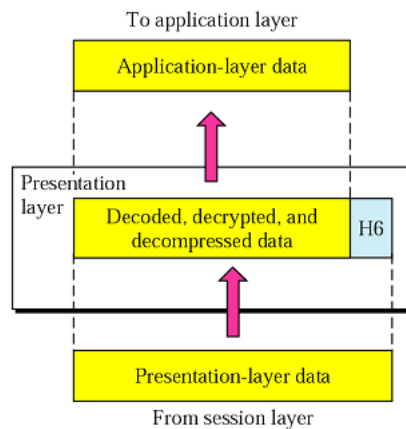 To application layer
Application-layer data
Presentation
layer
Decoded, decrypted, and
decompressed data
H6
Presentation-layer data
From session layer